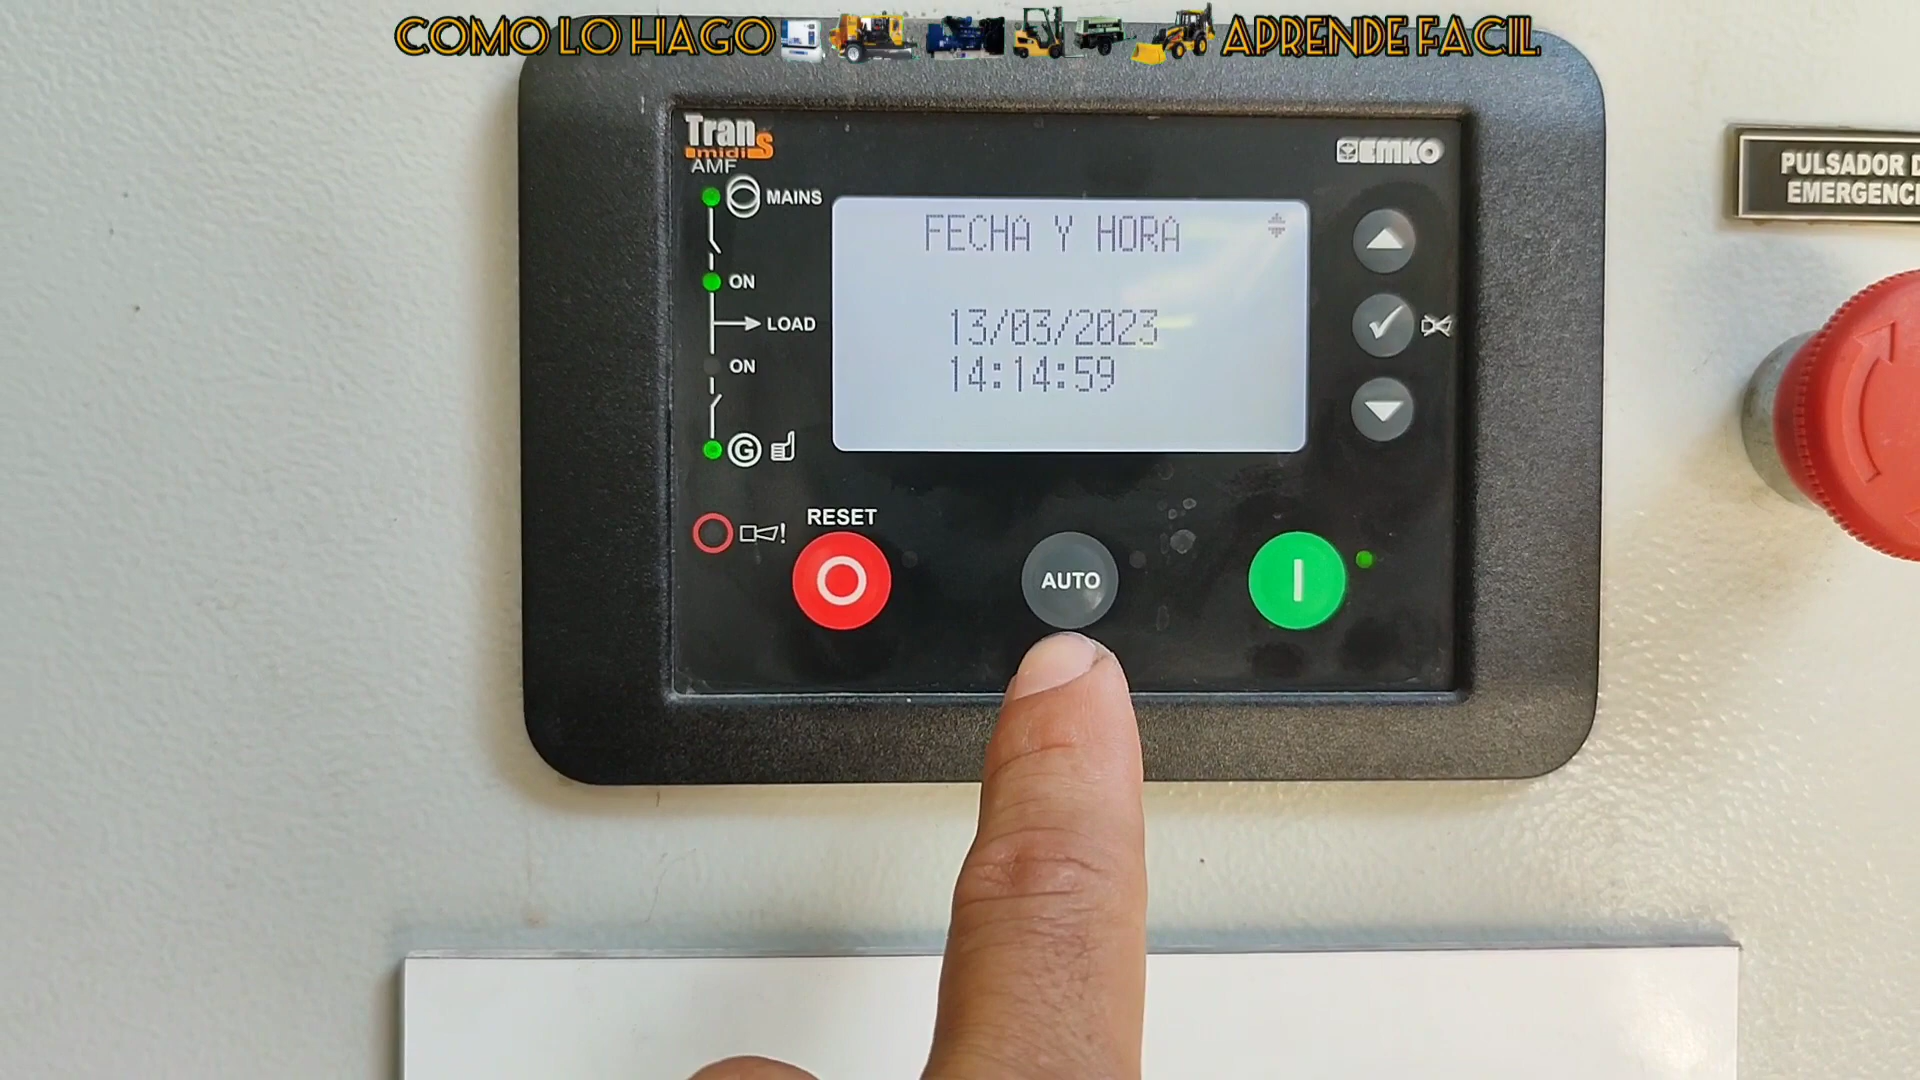 COMO LO HAGO APRENDE FACIL
Trans
midi
AMF
EMKO
MAINS
ON
LOAD
ON
G
FECHA Y HORA
13/03/2023
14:14:59
RESET
AUTO
PULSADOR D
EMERGENC